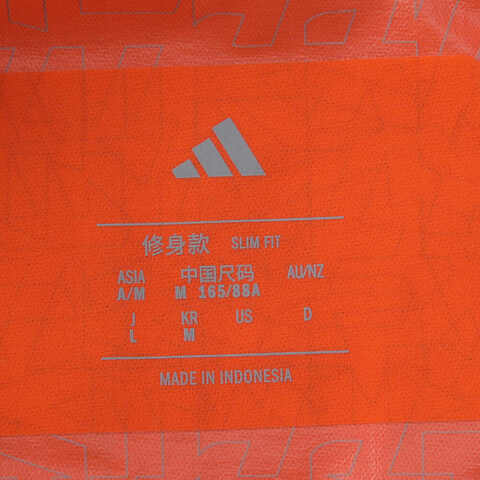 修身款 SLIM FIT
ASIA 中国尺码 AU/NZ
A/M M 165/88A
J KR US D
L M
MADE IN INDONESIA